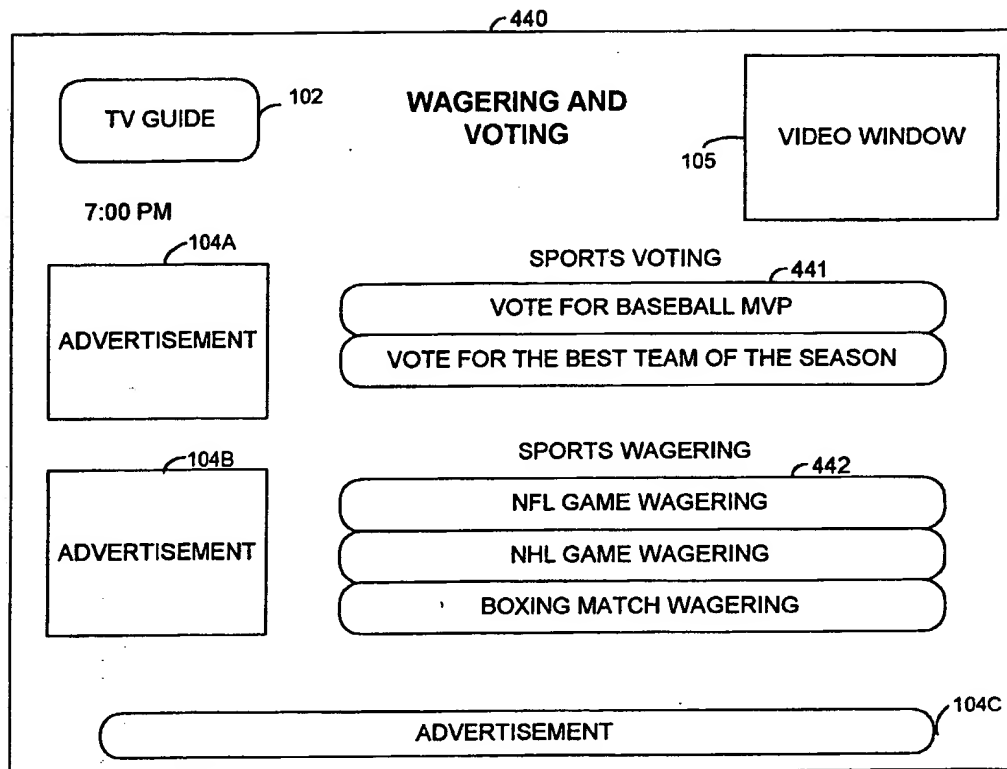 440
TV GUIDE
102
WAGERING AND
VOTING
105
VIDEO WINDOW
7:00 PM
104A
ADVERTISEMENT
SPORTS VOTING
441
VOTE FOR BASEBALL MVP
VOTE FOR THE BEST TEAM OF THE SEASON
104B
ADVERTISEMENT
SPORTS WAGERING
442
NFL GAME WAGERING
NHL GAME WAGERING
BOXING MATCH WAGERING
104C
ADVERTISEMENT